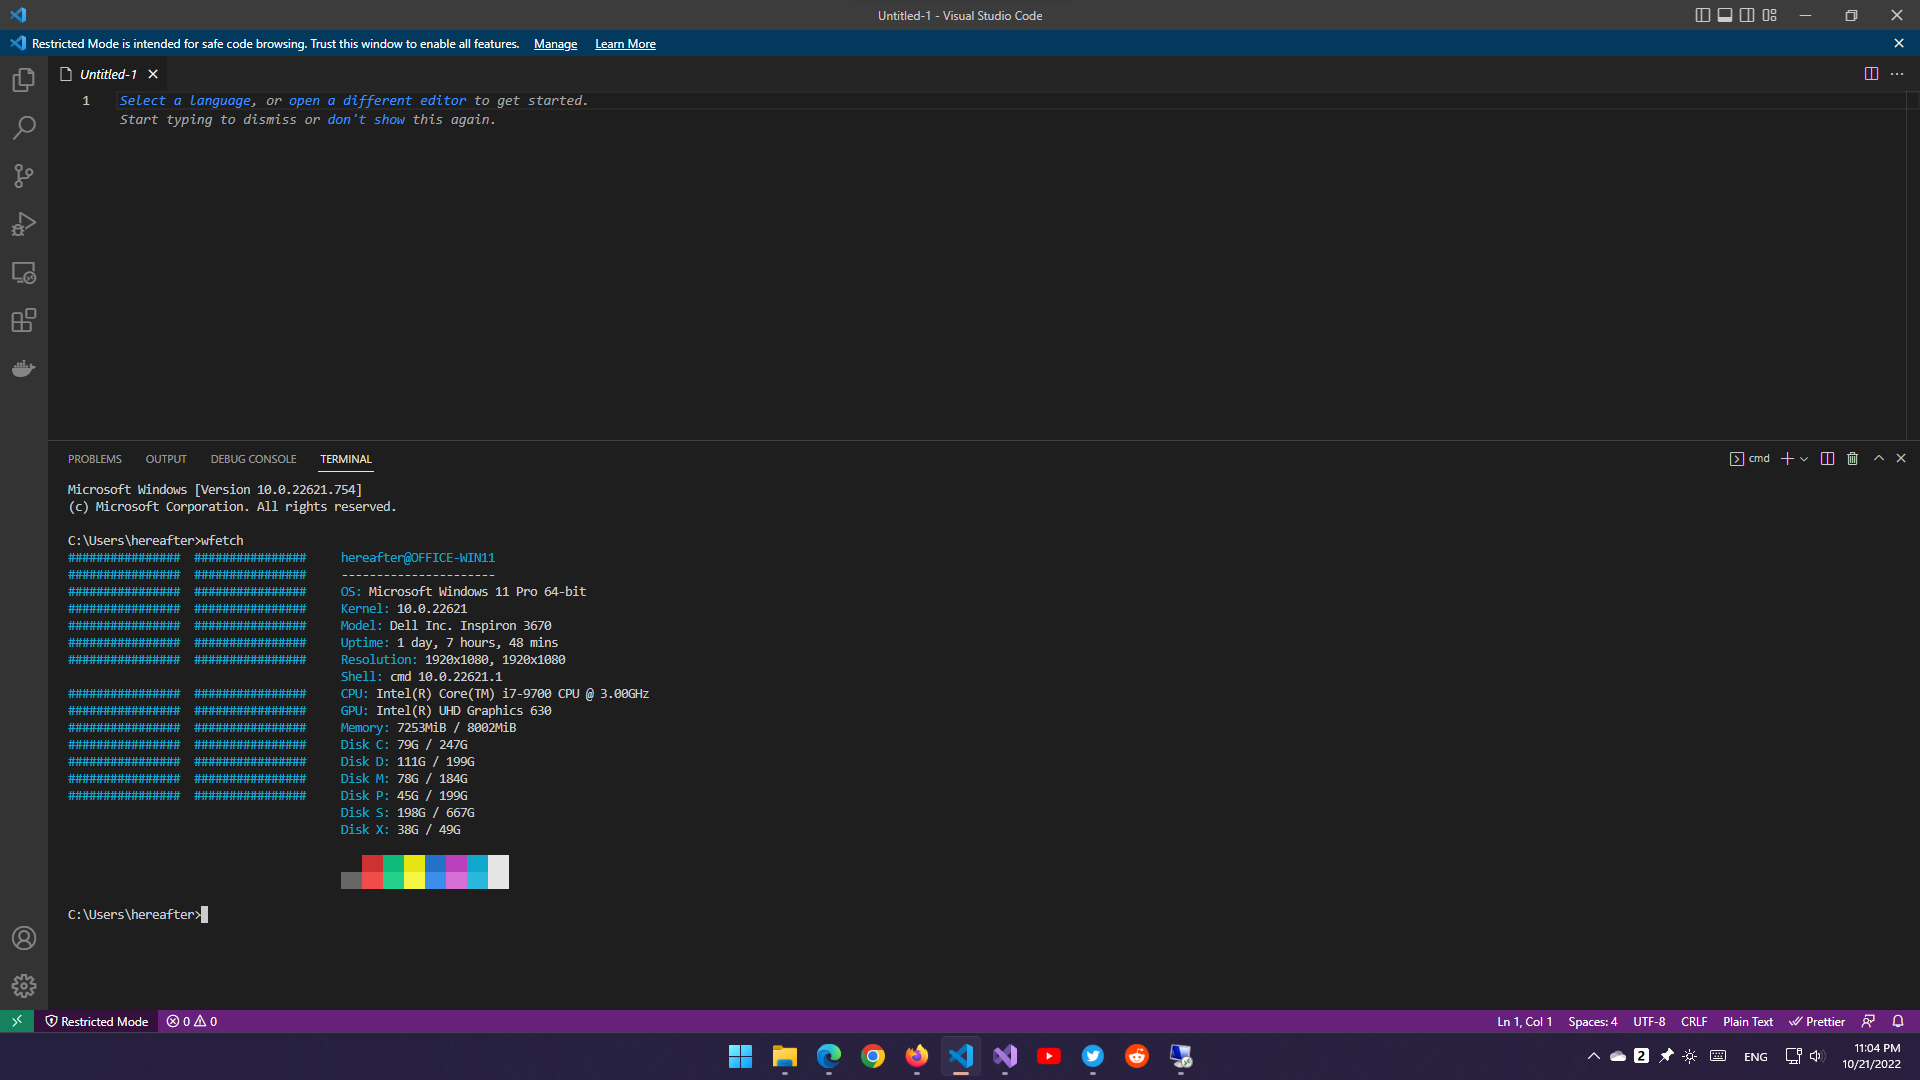 Untitled-1 - Visual Studio Code
Restricted Mode is intended for safe code browsing. Trust this window to enable all features. Manage Learn More
Untitled-1
1 Select a language, or open a different editor to get started.
Start typing to dismiss or don't show this again.
PROBLEMS OUTPUT DEBUG CONSOLE TERMINAL cmd
Microsoft Windows [Version 10.0.22621.754]
(c) Microsoft Corporation. All rights reserved.
C:\Users\hereafter>wfetch
################ ################ hereafter@OFFICE-WIN11
################ ################ ----------------------
################ ################ OS: Microsoft Windows 11 Pro 64-bit
################ ################ Kernel: 10.0.22621
################ ################ Model: Dell Inc. Inspiron 3670
################ ################ Uptime: 1 day, 7 hours, 48 mins
################ ################ Resolution: 1920x1080, 1920x1080
Shell: cmd 10.0.22621.1
################ ################ CPU: Intel(R) Core(TM) i7-9700 CPU @ 3.00GHz
################ ################ GPU: Intel(R) UHD Graphics 630
################ ################ Memory: 7253MiB / 8002MiB
################ ################ Disk C: 79G / 247G
################ ################ Disk D: 111G / 199G
################ ################ Disk M: 78G / 184G
################ ################ Disk P: 45G / 199G
Disk S: 198G / 667G
Disk X: 38G / 49G
C:\Users\hereafter>
Restricted Mode 0 0 Ln 1, Col 1 Spaces: 4 UTF-8 CRLF Plain Text Prettier
2 ENG 11:04 PM
10/21/2022